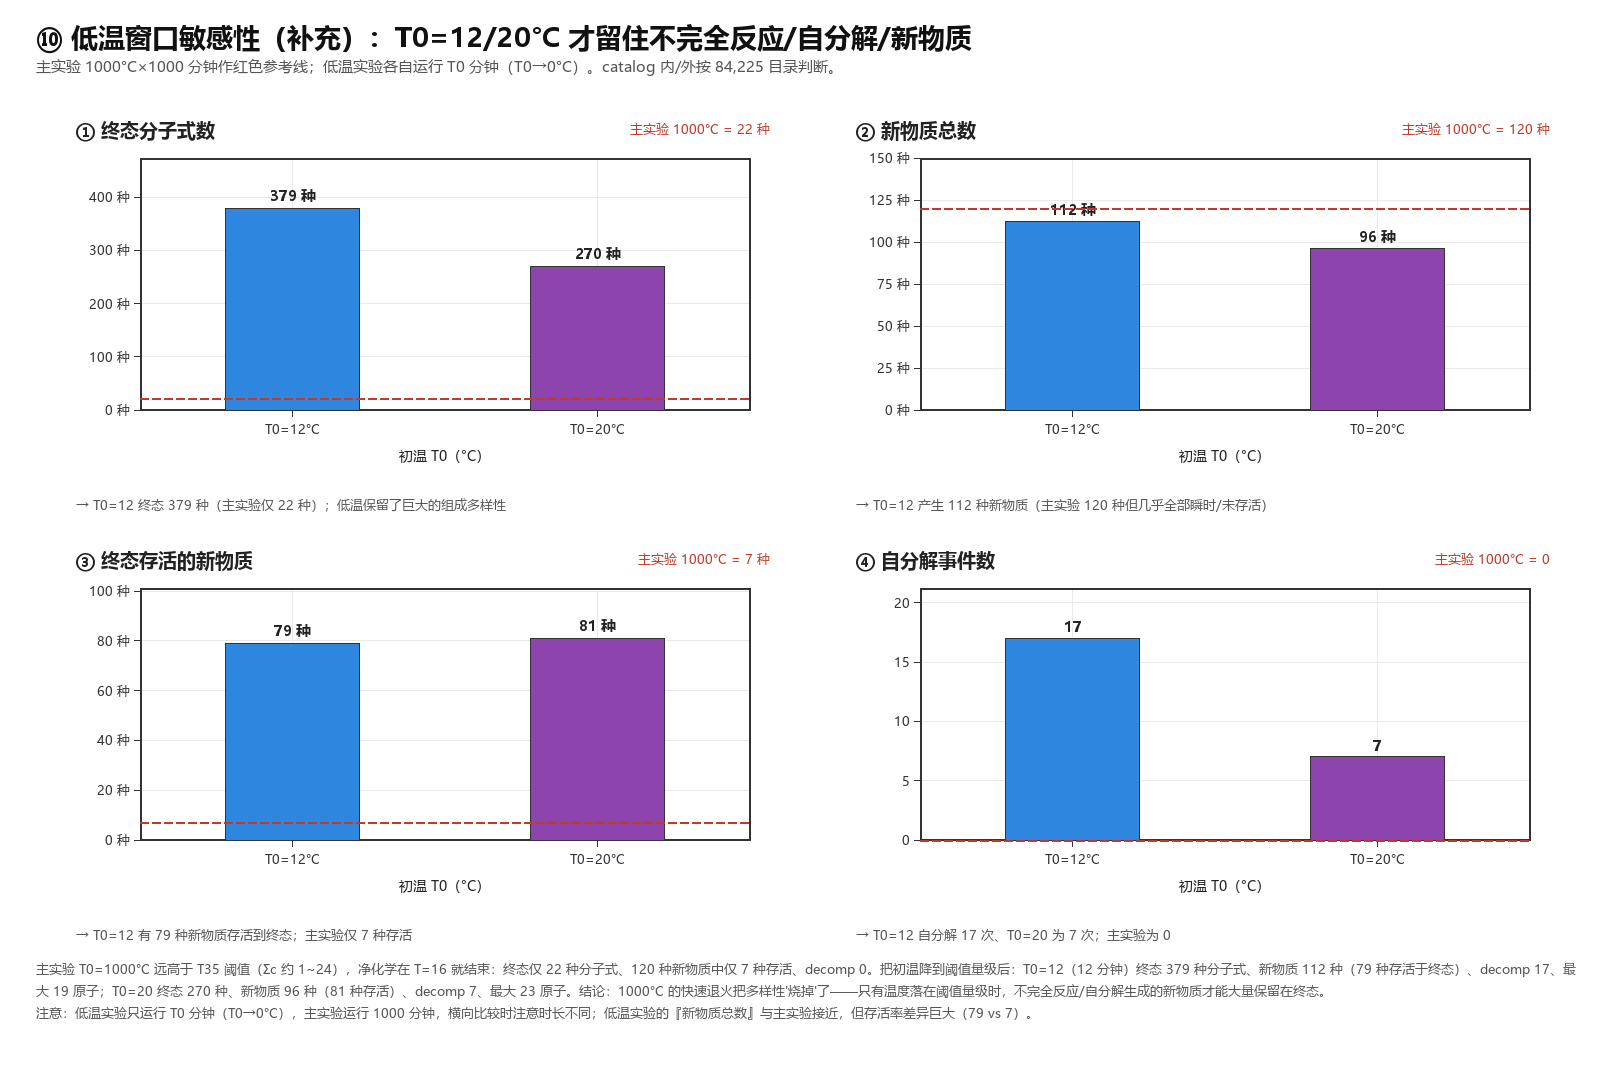 ⑩ 低温窗口敏感性（补充）：T0=12/20°C 才留住不完全反应/自分解/新物质
主实验 1000°C×1000 分钟作红色参考线；低温实验各自运行 T0 分钟（T0→0°C）。catalog 内/外按 84,225 目录判断。
① 终态分子式数
主实验 1000°C = 22 种
400 种
300 种
200 种
100 种
0 种
379 种
270 种
T0=12°C
T0=20°C
初温 T0（°C）
→ T0=12 终态 379 种（主实验仅 22 种）；低温保留了巨大的组成多样性
② 新物质总数
主实验 1000°C = 120 种
150 种
125 种
100 种
75 种
50 种
25 种
0 种
112 种
96 种
T0=12°C
T0=20°C
初温 T0（°C）
→ T0=12 产生 112 种新物质（主实验 120 种但几乎全部瞬时/未存活）
③ 终态存活的新物质
主实验 1000°C = 7 种
100 种
80 种
60 种
40 种
20 种
0 种
79 种
81 种
T0=12°C
T0=20°C
初温 T0（°C）
→ T0=12 有 79 种新物质存活到终态；主实验仅 7 种存活
④ 自分解事件数
主实验 1000°C = 0
20
15
10
5
0
17
7
T0=12°C
T0=20°C
初温 T0（°C）
→ T0=12 自分解 17 次、T0=20 为 7 次；主实验为 0
主实验 T0=1000°C 远高于 T35 阈值（Σc 约 1~24），净化学在 T=16 就结束：终态仅 22 种分子式、120 种新物质中仅 7 种存活、decomp 0。把初温降到阈值量级后：T0=12（12 分钟）终态 379 种分子式、新物质 112 种（79 种存活于终态）、decomp 17、最
大 19 原子；T0=20 终态 270 种、新物质 96 种（81 种存活）、decomp 7、最大 23 原子。结论：1000°C 的快速退火把多样性'烧掉'了——只有温度落在阈值量级时，不完全反应/自分解生成的新物质才能大量保留在终态。
注意：低温实验只运行 T0 分钟（T0→0°C），主实验运行 1000 分钟，横向比较时注意时长不同；低温实验的『新物质总数』与主实验接近，但存活率差异巨大（79 vs 7）。